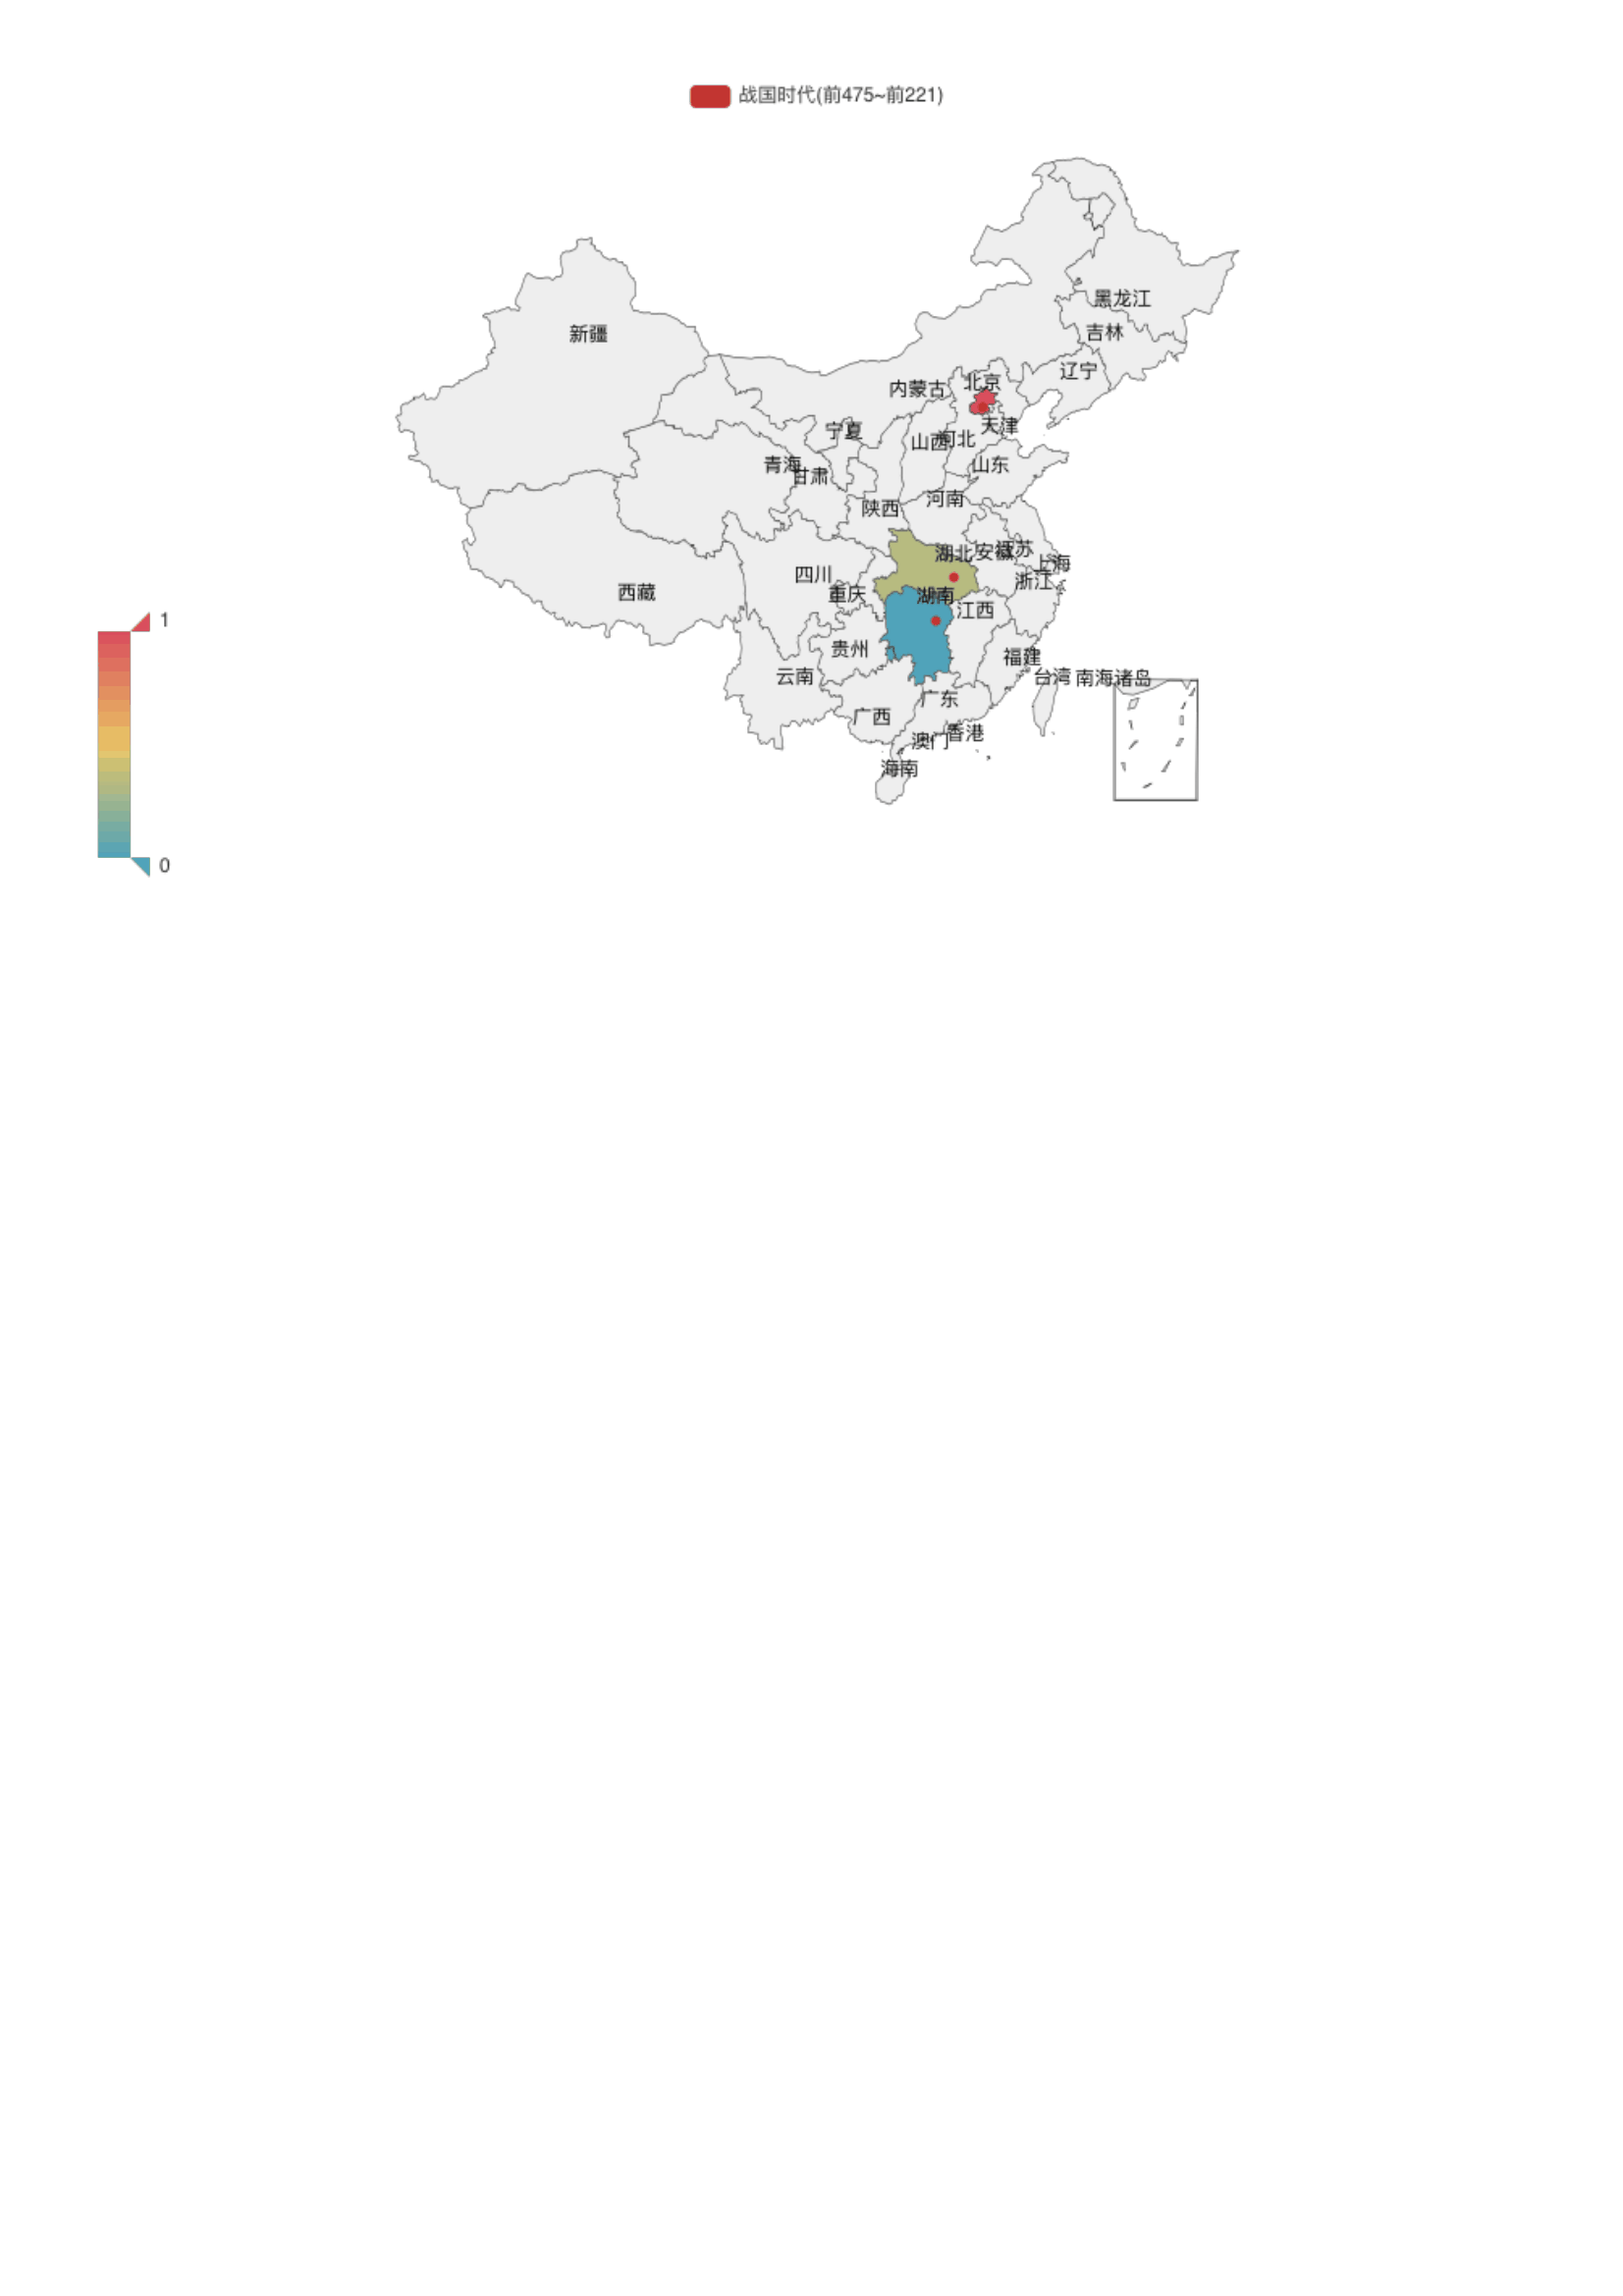 战国时代(前475~前221)
黑龙江
吉林
新疆
辽宁
内蒙古
北京
天津
宁夏
山西
河北
青海
甘肃
山东
河南
陕西
湖北
安徽
江苏
上海
四川
浙江
西藏
重庆
湖南
江西
贵州
福建
云南
台湾
南海诸岛
广东
广西
香港
澳门
海南
1
0